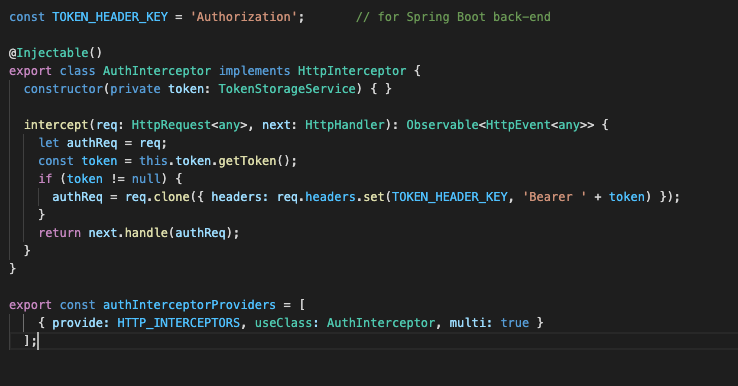 const TOKEN_HEADER_KEY = 'Authorization';       // for Spring Boot back-end
@Injectable()
export class AuthInterceptor implements HttpInterceptor {
  constructor(private token: TokenStorageService) { }
  intercept(req: HttpRequest<any>, next: HttpHandler): Observable<HttpEvent<any>> {
    let authReq = req;
    const token = this.token.getToken();
    if (token != null) {
      authReq = req.clone({ headers: req.headers.set(TOKEN_HEADER_KEY, 'Bearer ' + token) });
    }
    return next.handle(authReq);
  }
}
export const authInterceptorProviders = [
    { provide: HTTP_INTERCEPTORS, useClass: AuthInterceptor, multi: true }
  ];